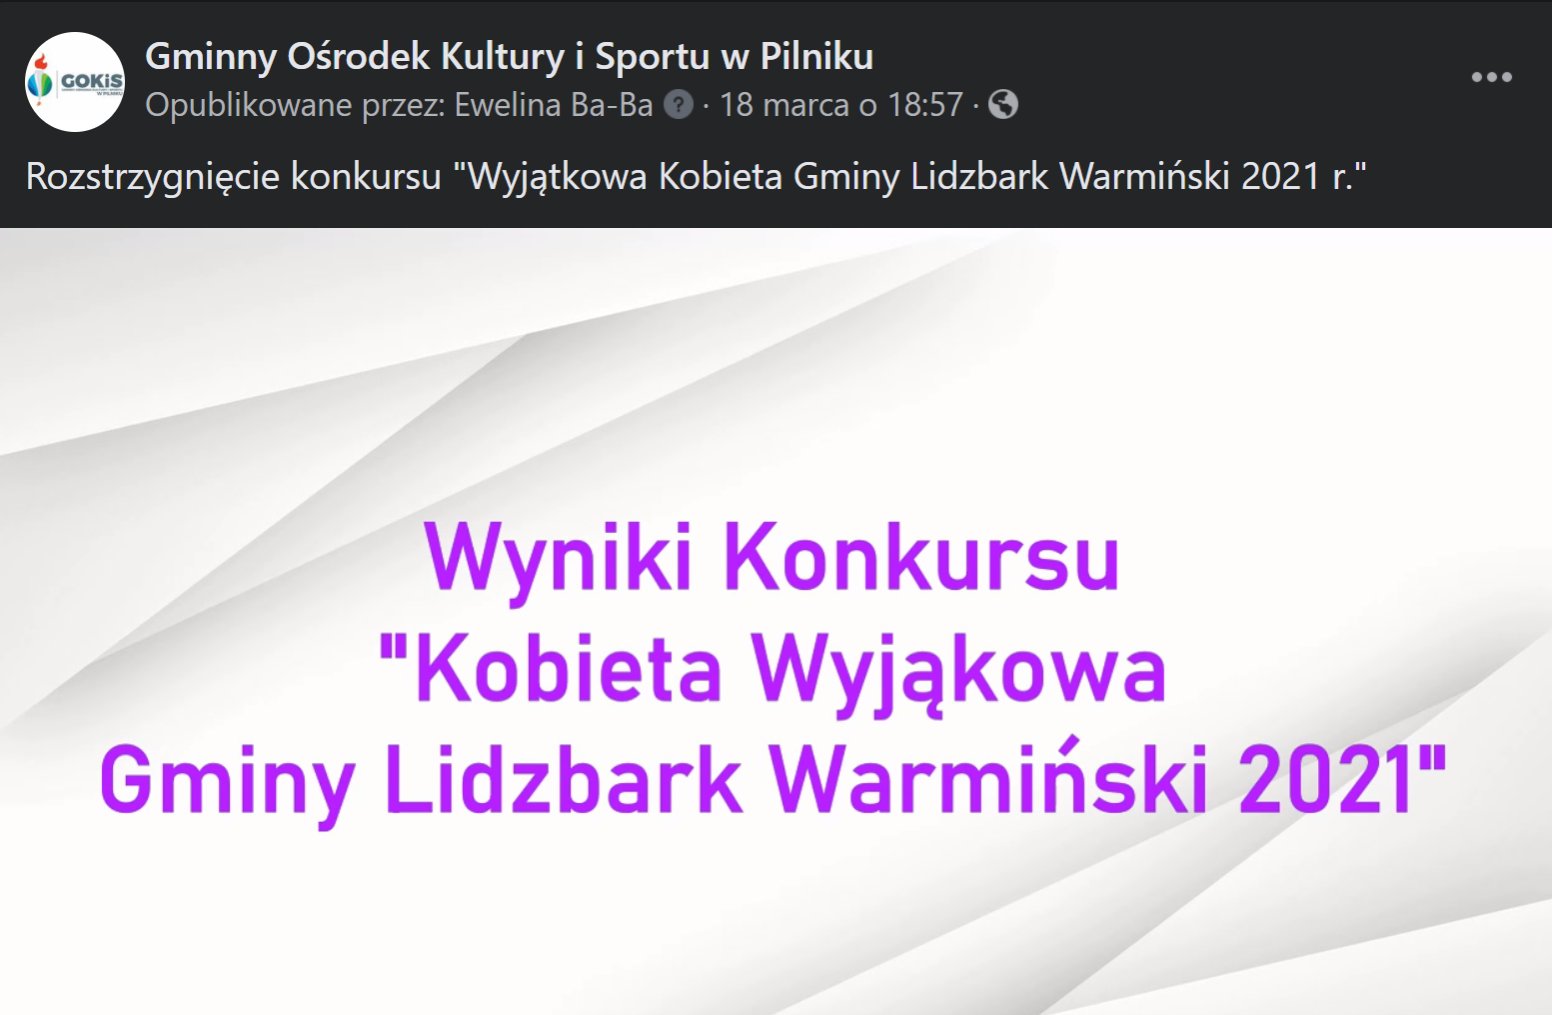 Gminny Ośrodek Kultury i Sportu w Pilniku
Opublikowane przez: Ewelina Ba-Ba ? · 18 marca o 18:57 ·
Rozstrzygnięcie konkursu "Wyjątkowa Kobieta Gminy Lidzbark Warmiński 2021 r."
GOKiS
W PILNIKU
Wyniki Konkursu
"Kobieta Wyjąkowa
Gminy Lidzbark Warmiński 2021"